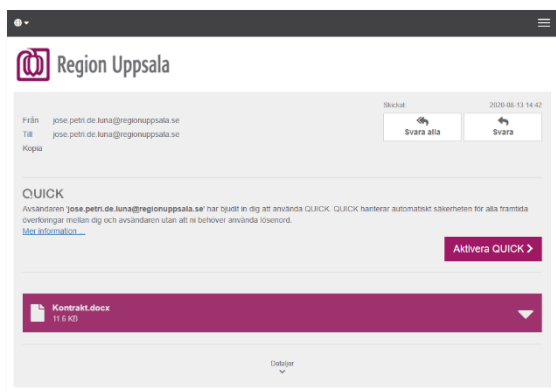 Region Uppsala
Skickat: 2020-08-13 14:42
Från jose.petri.de.luna@regionuppsala.se
Till jose.petri.de.luna@regionuppsala.se
Kopia
Svara alla
Svara
QUICK
Avsändaren 'jose.petri.de.luna@regionuppsala.se' har bjudit in dig att använda QUICK. QUICK hanterar automatiskt säkerheten för alla framtida
överföringar mellan dig och avsändaren utan att ni behöver använda lösenord.
Mer information ...
Aktivera QUICK
Kontrakt.docx
11.6 KB
Detaljer